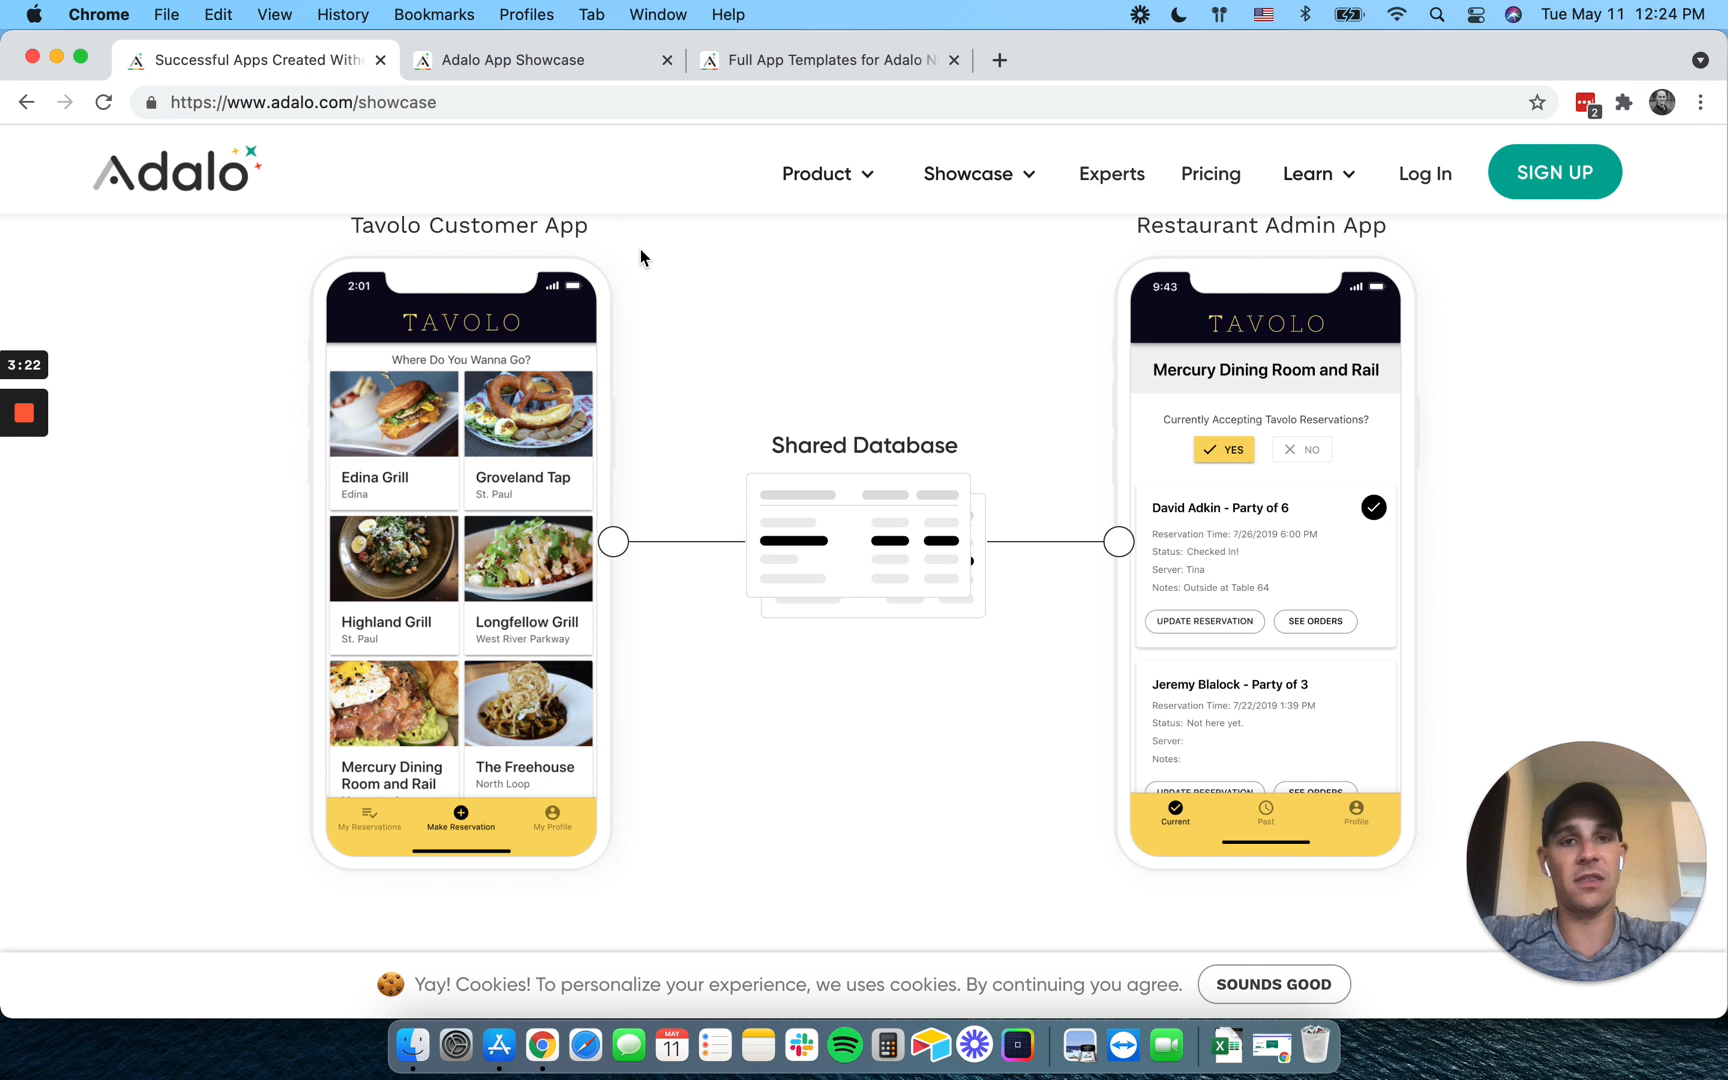 Chrome File Edit View History Bookmarks Profiles Tab Window Help Tue May 11 12:24 PM
Successful Apps Created With Adalo App Showcase Full App Templates for Adalo N
https://www.adalo.com/showcase
2
Adalo Product Showcase Experts Pricing Learn Log In SIGN UP
Tavolo Customer App
2:01
TAVOLO
Where Do You Wanna Go?
Edina Grill
Edina
Groveland Tap
St. Paul
Highland Grill
St. Paul
Longfellow Grill
West River Parkway
Mercury Dining
Room and Rail
The Freehouse
North Loop
My Reservations Make Reservation My Profile
Shared Database
Restaurant Admin App
9:43
TAVOLO
Mercury Dining Room and Rail
Currently Accepting Tavolo Reservations?
YES NO
David Adkin - Party of 6
Reservation Time: 7/26/2019 6:00 PM
Status: Checked In!
Server: Tina
Notes: Outside at Table 64
UPDATE RESERVATION SEE ORDERS
Jeremy Blalock - Party of 3
Reservation Time: 7/22/2019 1:39 PM
Status: Not here yet.
Server:
Notes:
UPDATE RESERVATION SEE ORDERS
Current Past Profile
3:22
Yay! Cookies! To personalize your experience, we uses cookies. By continuing you agree. SOUNDS GOOD
MAY
11